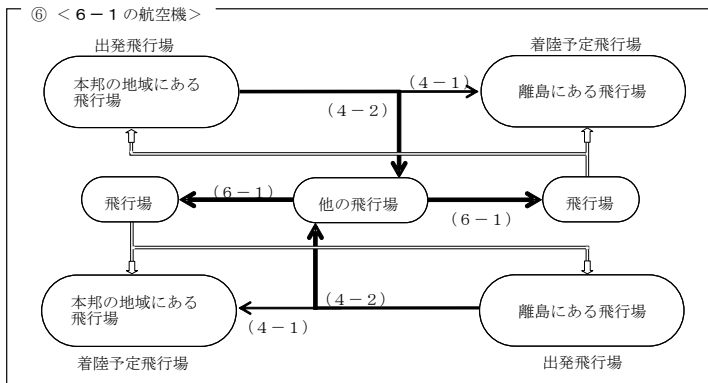 ⑥ ＜６－１の航空機＞
出発飛行場
着陸予定飛行場
本邦の地域にある
飛行場
（４－１）
離島にある飛行場
（４－２）
飛行場
（６－１）
他の飛行場
（６－１）
飛行場
本邦の地域にある
飛行場
（４－２）
（４－１）
離島にある飛行場
着陸予定飛行場
出発飛行場